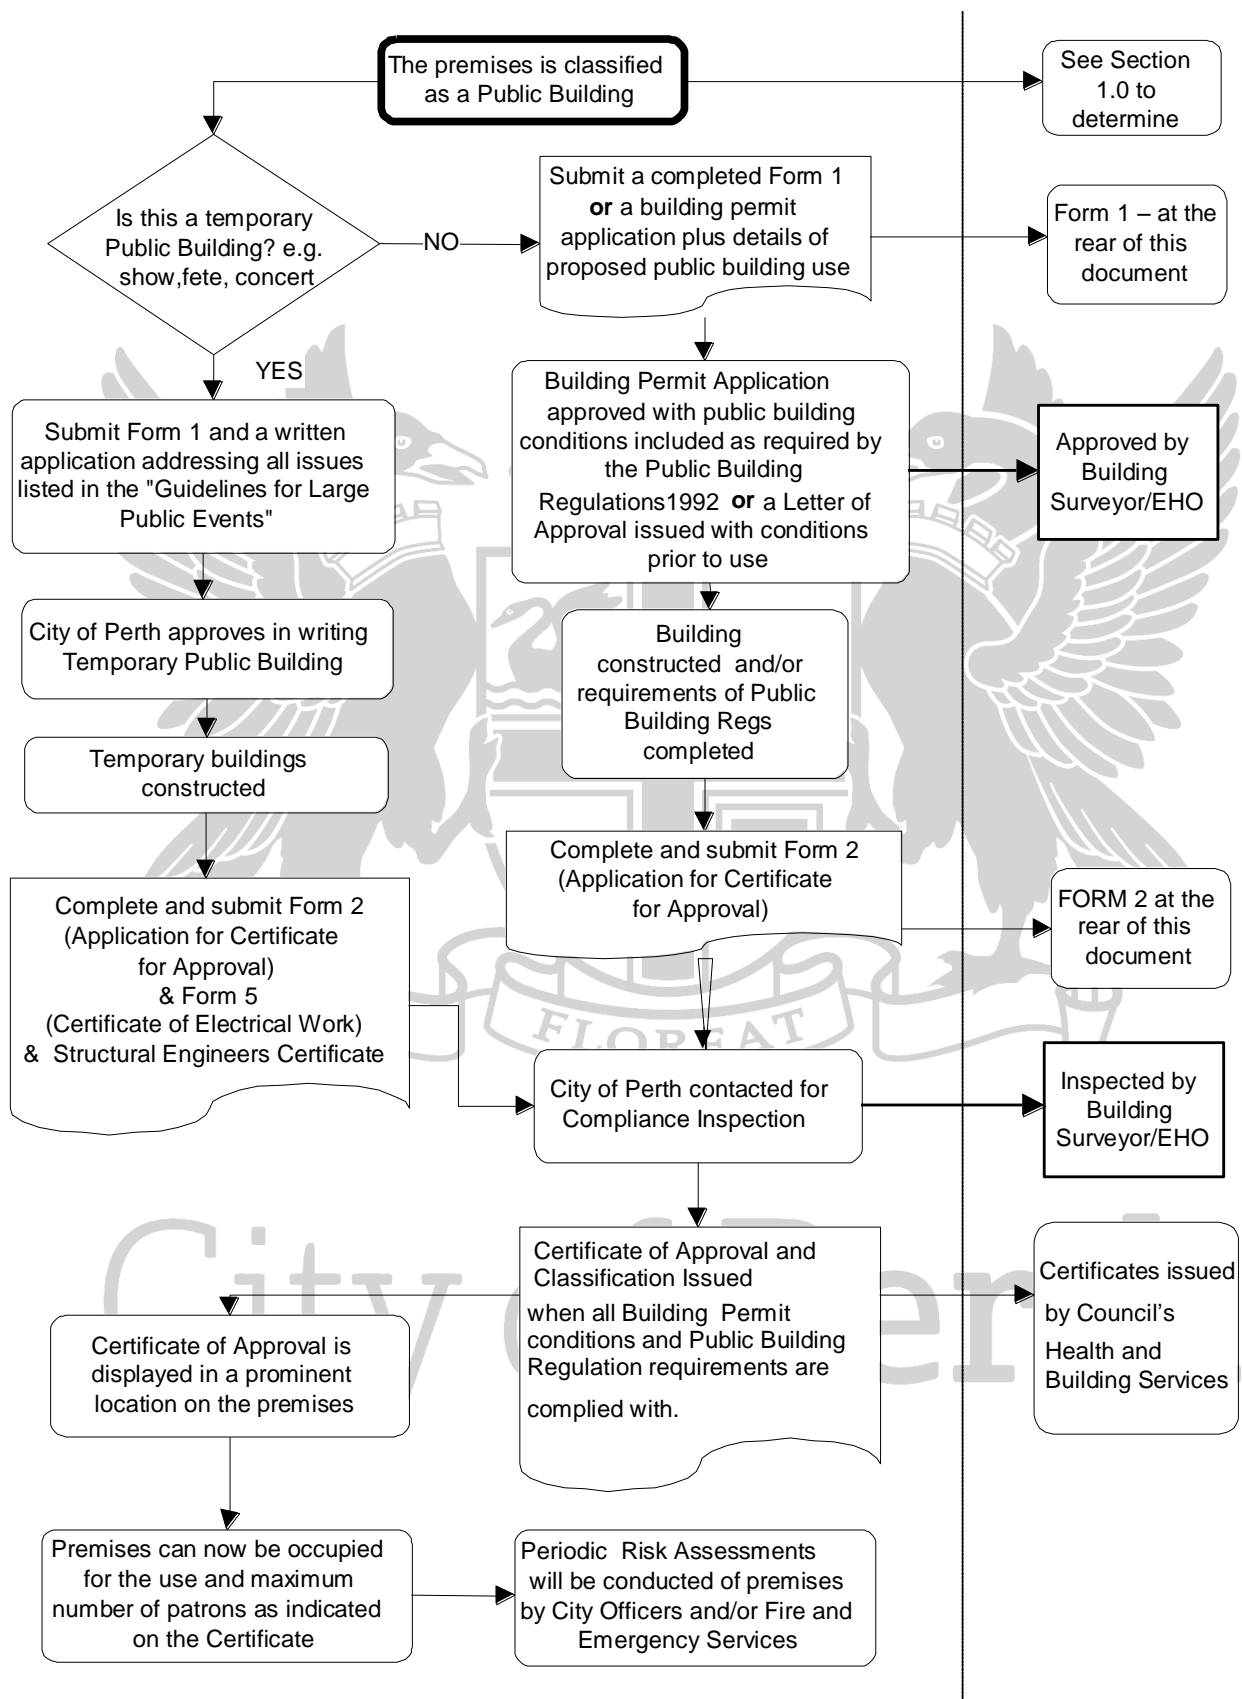 The premises is classified
as a Public Building
See Section
1.0 to
determine
Is this a temporary
Public Building? e.g.
show,fete, concert
NO
Submit a completed Form 1
or a building permit
application plus details of
proposed public building use
Form 1 – at the
rear of this
document
YES
Submit Form 1 and a written
application addressing all issues
listed in the "Guidelines for Large
Public Events"
Building Permit Application
approved with public building
conditions included as required by
the Public Building
Regulations1992 or a Letter of
Approval issued with conditions
prior to use
Approved by
Building
Surveyor/EHO
City of Perth approves in writing
Temporary Public Building
Building
constructed and/or
requirements of Public
Building Regs
completed
Temporary buildings
constructed
Complete and submit Form 2
(Application for Certificate
for Approval)
FORM 2 at the
rear of this
document
Complete and submit Form 2
(Application for Certificate
for Approval)
& Form 5
(Certificate of Electrical Work)
& Structural Engineers Certificate
FLOREAT
City of Perth contacted for
Compliance Inspection
Inspected by
Building
Surveyor/EHO
City of Perth
Certificate of Approval and
Classification Issued
when all Building Permit
conditions and Public Building
Regulation requirements are
complied with.
Certificates issued
by Council’s
Health and
Building Services
Certificate of Approval is
displayed in a prominent
location on the premises
Premises can now be occupied
for the use and maximum
number of patrons as indicated
on the Certificate
Periodic Risk Assessments
will be conducted of premises
by City Officers and/or Fire and
Emergency Services